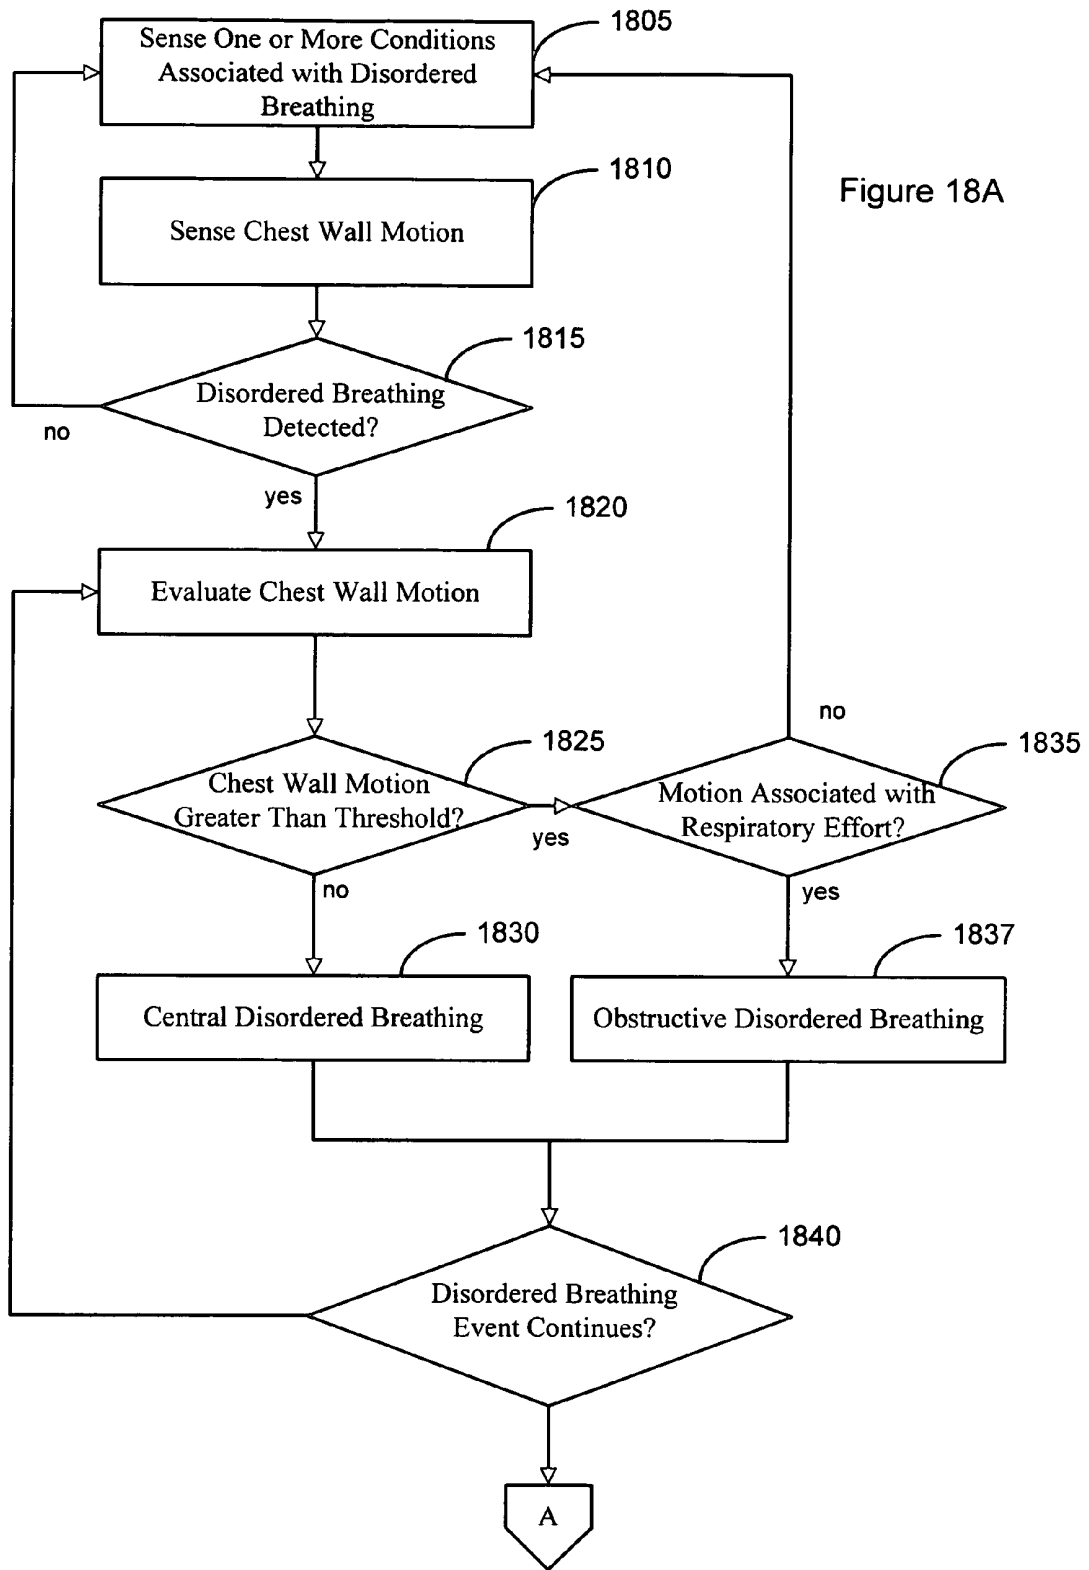 Sense One or More Conditions
Associated with Disordered
Breathing
1805
Figure 18A
Sense Chest Wall Motion
1810
Disordered Breathing
Detected?
1815
no
yes
Evaluate Chest Wall Motion
1820
Chest Wall Motion
Greater Than Threshold?
1825
yes
no
Motion Associated with
Respiratory Effort?
1835
no
yes
Central Disordered Breathing
1830
Obstructive Disordered Breathing
1837
Disordered Breathing
Event Continues?
1840
A